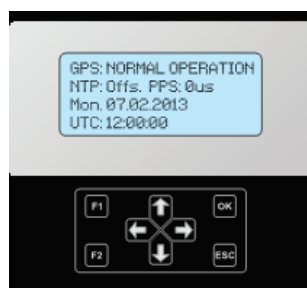 GPS: NORMAL OPERATION
NTP: Offs. PPS: 0us
Mon. 07.02.2013
UTC: 12:00:00
F1
OK
F2
ESC